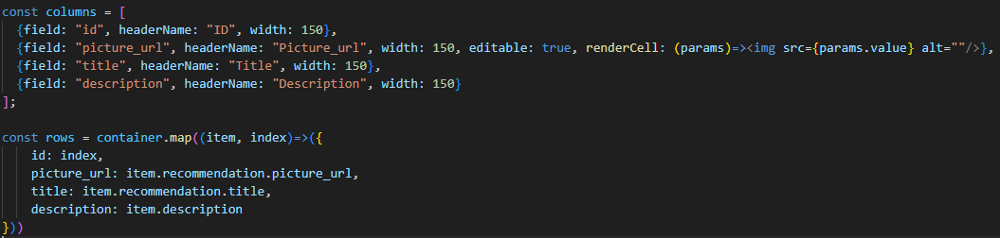 const columns = [
  {field: "id", headerName: "ID", width: 150},
  {field: "picture_url", headerName: "Picture_url", width: 150, editable: true, renderCell: (params)=><img src={params.value} alt=""/>},
  {field: "title", headerName: "Title", width: 150},
  {field: "description", headerName: "Description", width: 150}
];

const rows = container.map((item, index)=>({
    id: index,
    picture_url: item.recommendation.picture_url,
    title: item.recommendation.title,
    description: item.description
}))